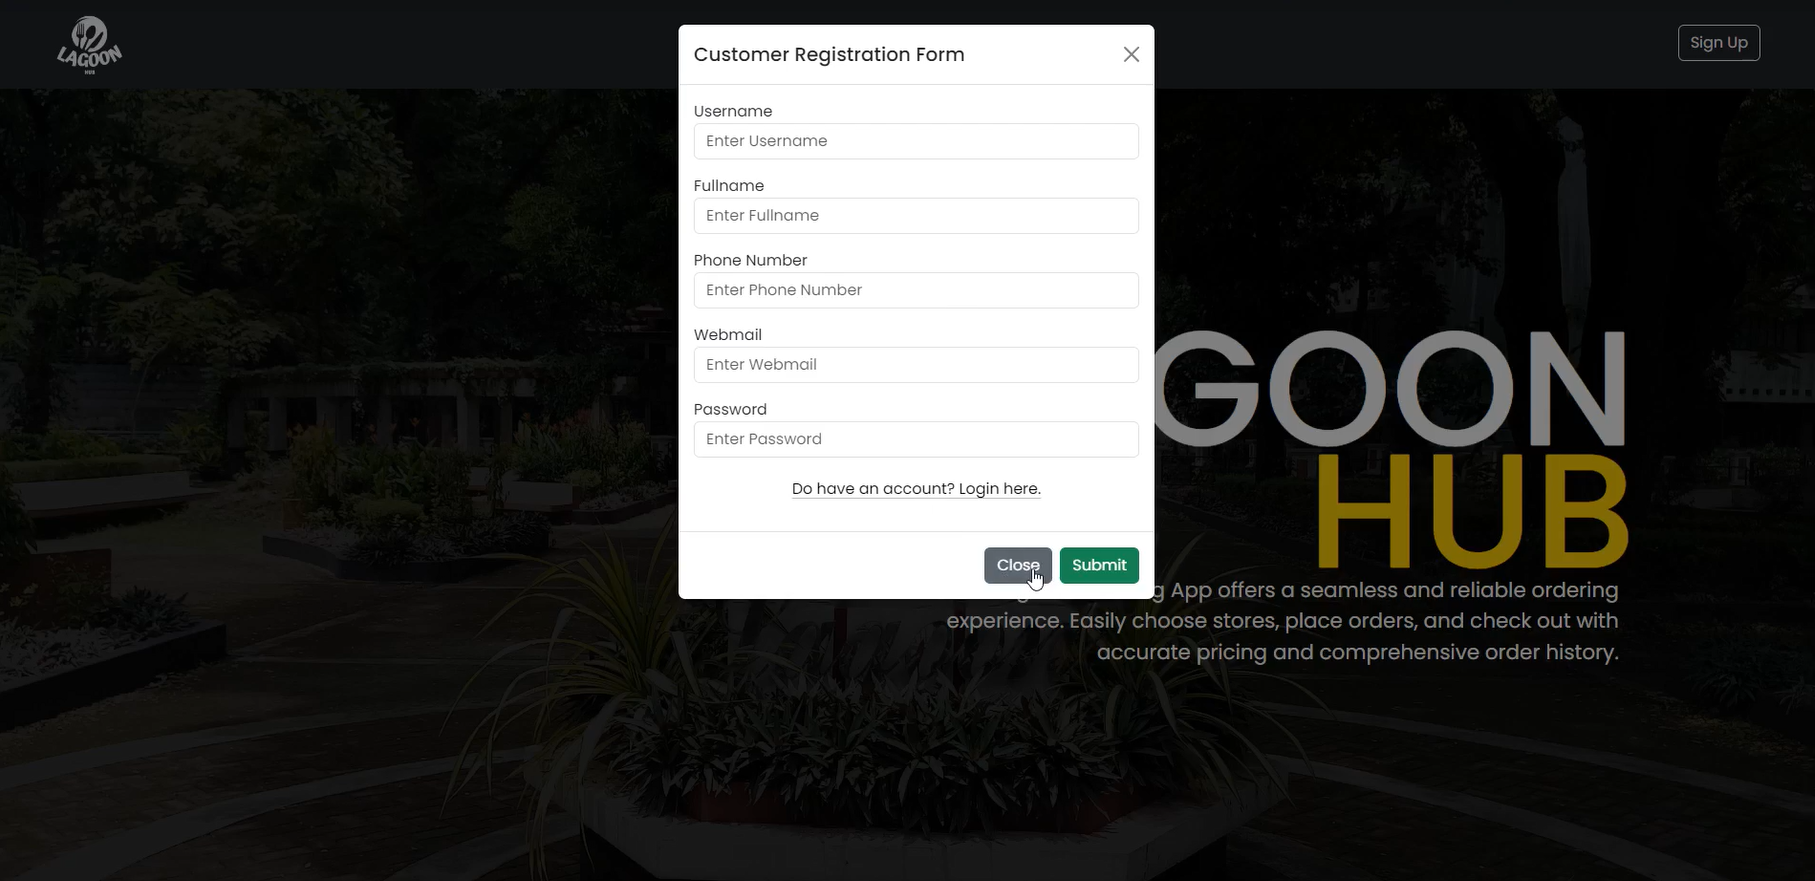 LAGOON
HUB
Sign Up
Customer Registration Form
Username
Enter Username
Fullname
Enter Fullname
Phone Number
Enter Phone Number
Webmail
Enter Webmail
Password
Enter Password
Do have an account? Login here.
Close Submit
GOON
HUB
App offers a seamless and reliable ordering
experience. Easily choose stores, place orders, and check out with
accurate pricing and comprehensive order history.